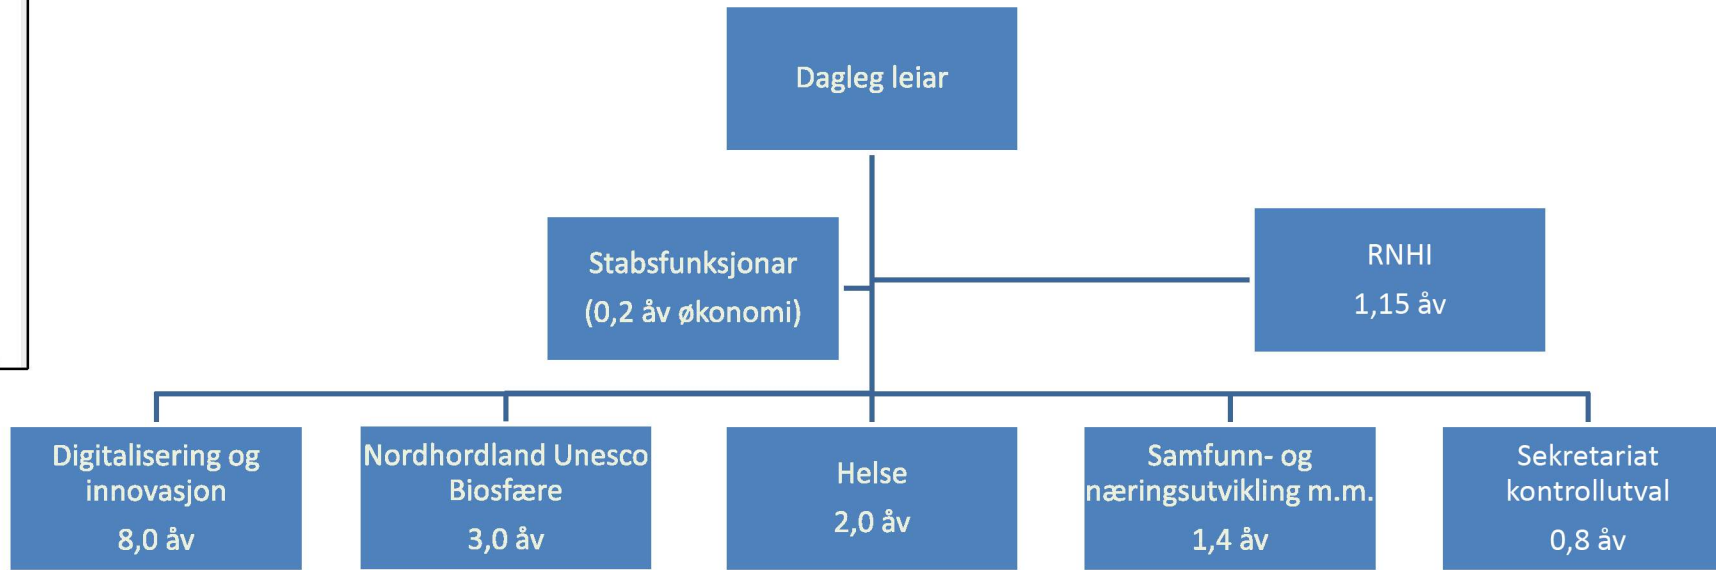 Dagleg leiar
Stabsfunksjonar
(0,2 åv økonomi)
RNHI
1,15 åv
Digitalisering og
innovasjon
8,0 åv
Nordhordland Unesco
Biosfære
3,0 åv
Helse
2,0 åv
Samfunn- og
næringsutvikling m.m.
1,4 åv
Sekretariat
kontrollutval
0,8 åv